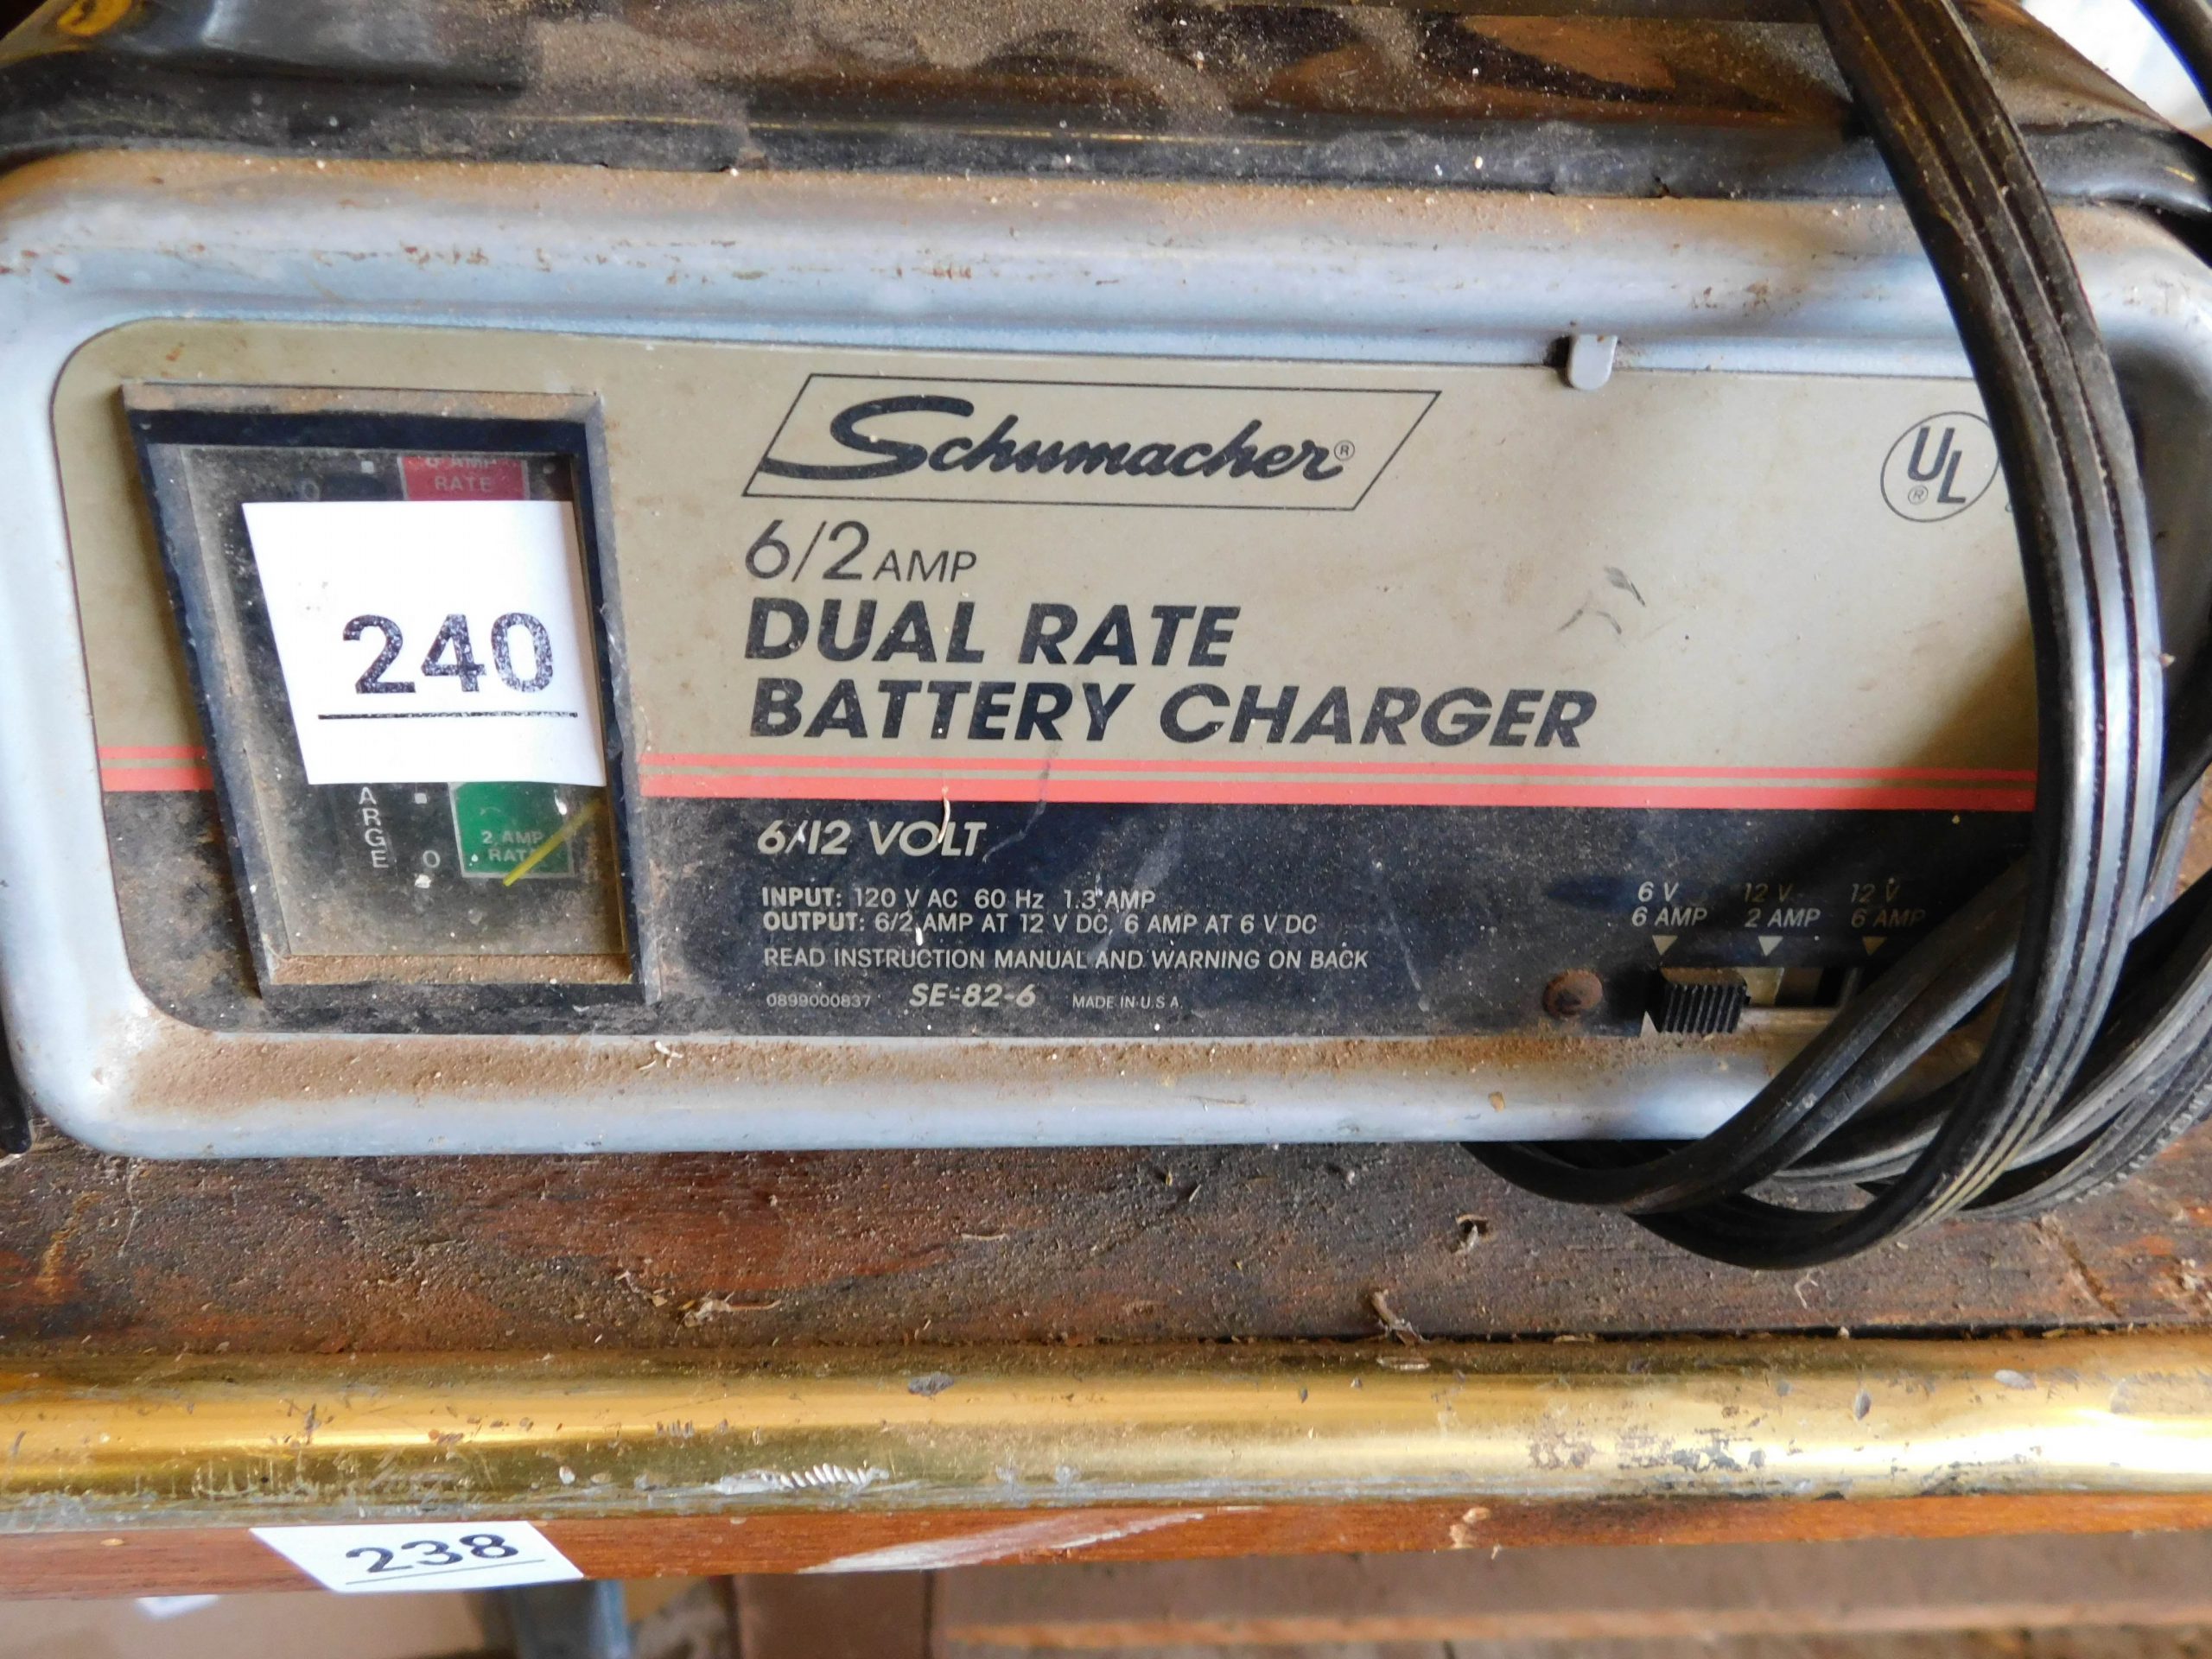 Schumacher®
UL
®
6/2 AMP
DUAL RATE
BATTERY CHARGER
6 AMP
RATE
240
ARGE
2 AMP
RATE
O
6/12 VOLT
INPUT: 120 V AC 60 Hz 1.3 AMP
OUTPUT: 6/2 AMP AT 12 V DC, 6 AMP AT 6 V DC
READ INSTRUCTION MANUAL AND WARNING ON BACK
0899000837 SE-82-6 MADE IN U.S.A.
6 V 12 V 12 V
6 AMP 2 AMP 6 AMP
238